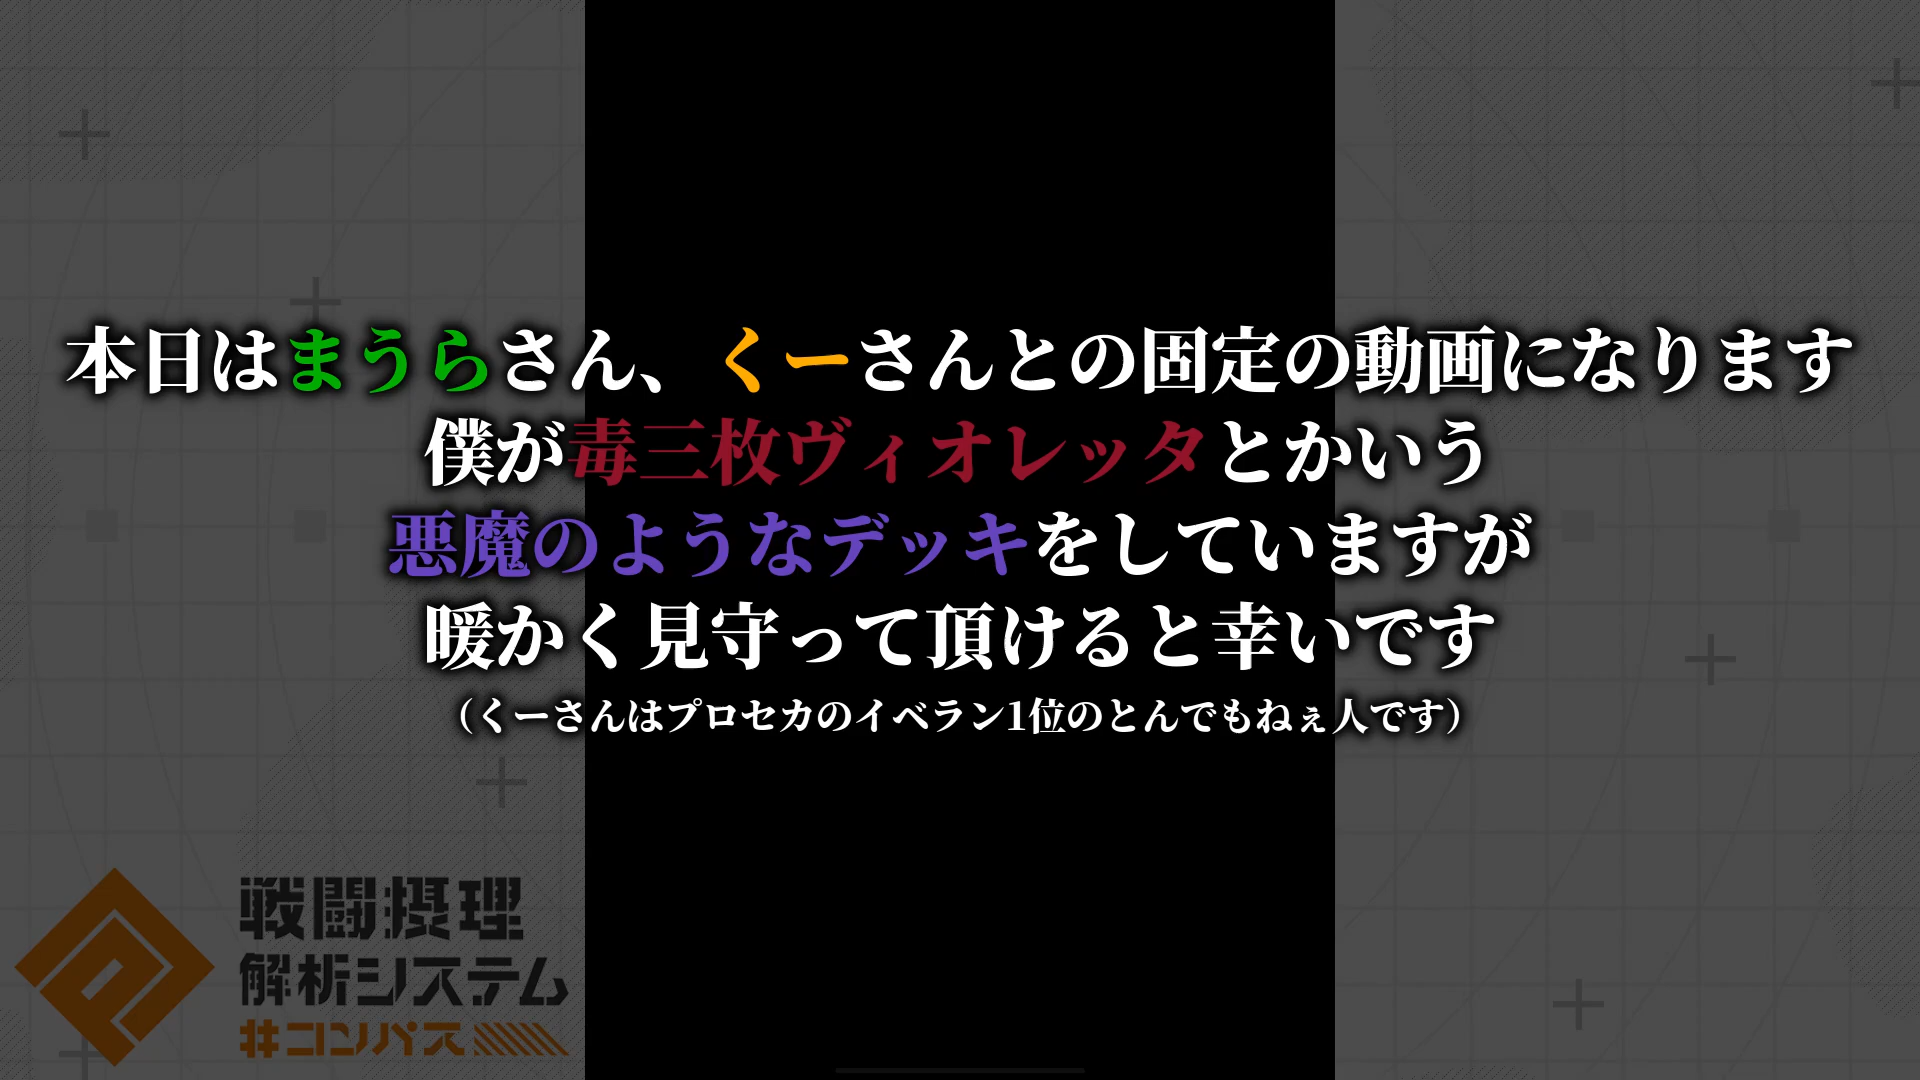 本日はまうらさん、くーさんとの固定の動画になります
僕が毒三枚ヴィオレッタとかいう
悪魔のようなデッキをしていますが
暖かく見守って頂けると幸いです
（くーさんはプロセカのイベラン1位のとんでもねぇ人です）
戦闘摂理
解析システム
#コンパス